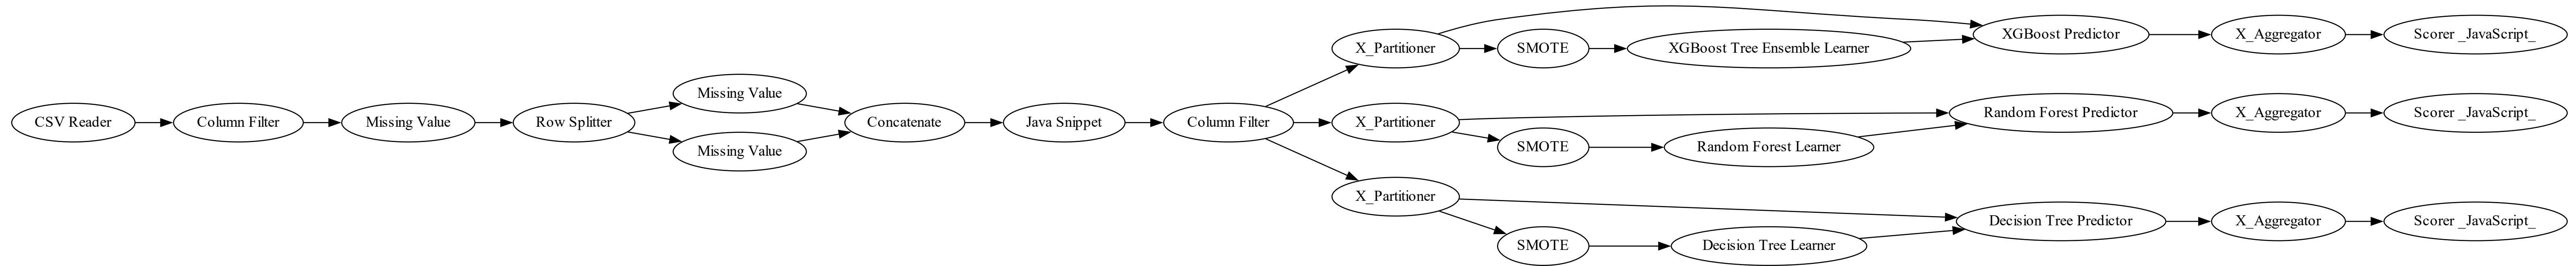 CSV Reader
Column Filter
Missing Value
Row Splitter
Missing Value
Missing Value
Concatenate
Java Snippet
Column Filter
X_Partitioner
SMOTE
XGBoost Tree Ensemble Learner
XGBoost Predictor
X_Aggregator
Scorer _JavaScript_
X_Partitioner
SMOTE
Random Forest Learner
Random Forest Predictor
X_Aggregator
Scorer _JavaScript_
X_Partitioner
SMOTE
Decision Tree Learner
Decision Tree Predictor
X_Aggregator
Scorer _JavaScript_